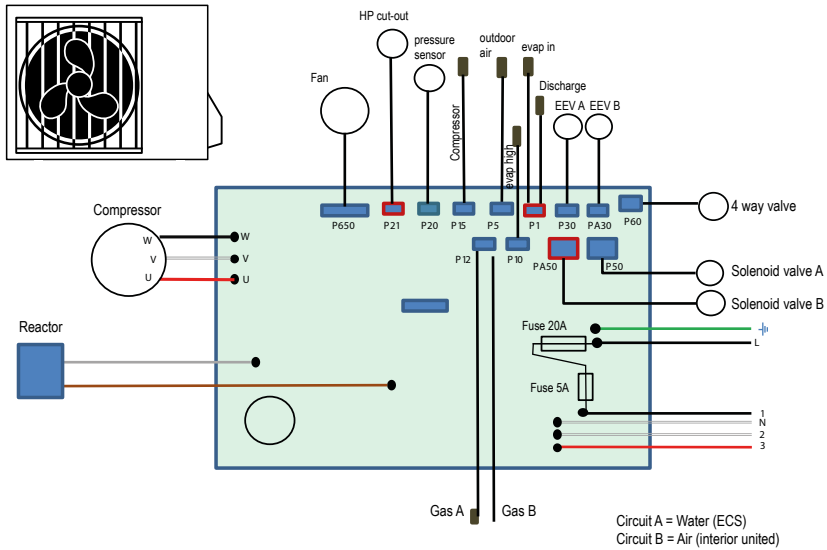 HP cut-out
pressure
sensor
outdoor
air
evap in
Fan
Compressor
evap high
Discharge
EEV A
EEV B
P650
P21
P20
P15
P5
P1
P30
PA30
P60
4 way valve
Compressor
W
V
U
W
V
U
P12
P10
PA50
P50
Solenoid valve A
Solenoid valve B
Reactor
Fuse 20A
L
Fuse 5A
1
N
2
3
Gas A
Gas B
Circuit A = Water (ECS)
Circuit B = Air (interior united)